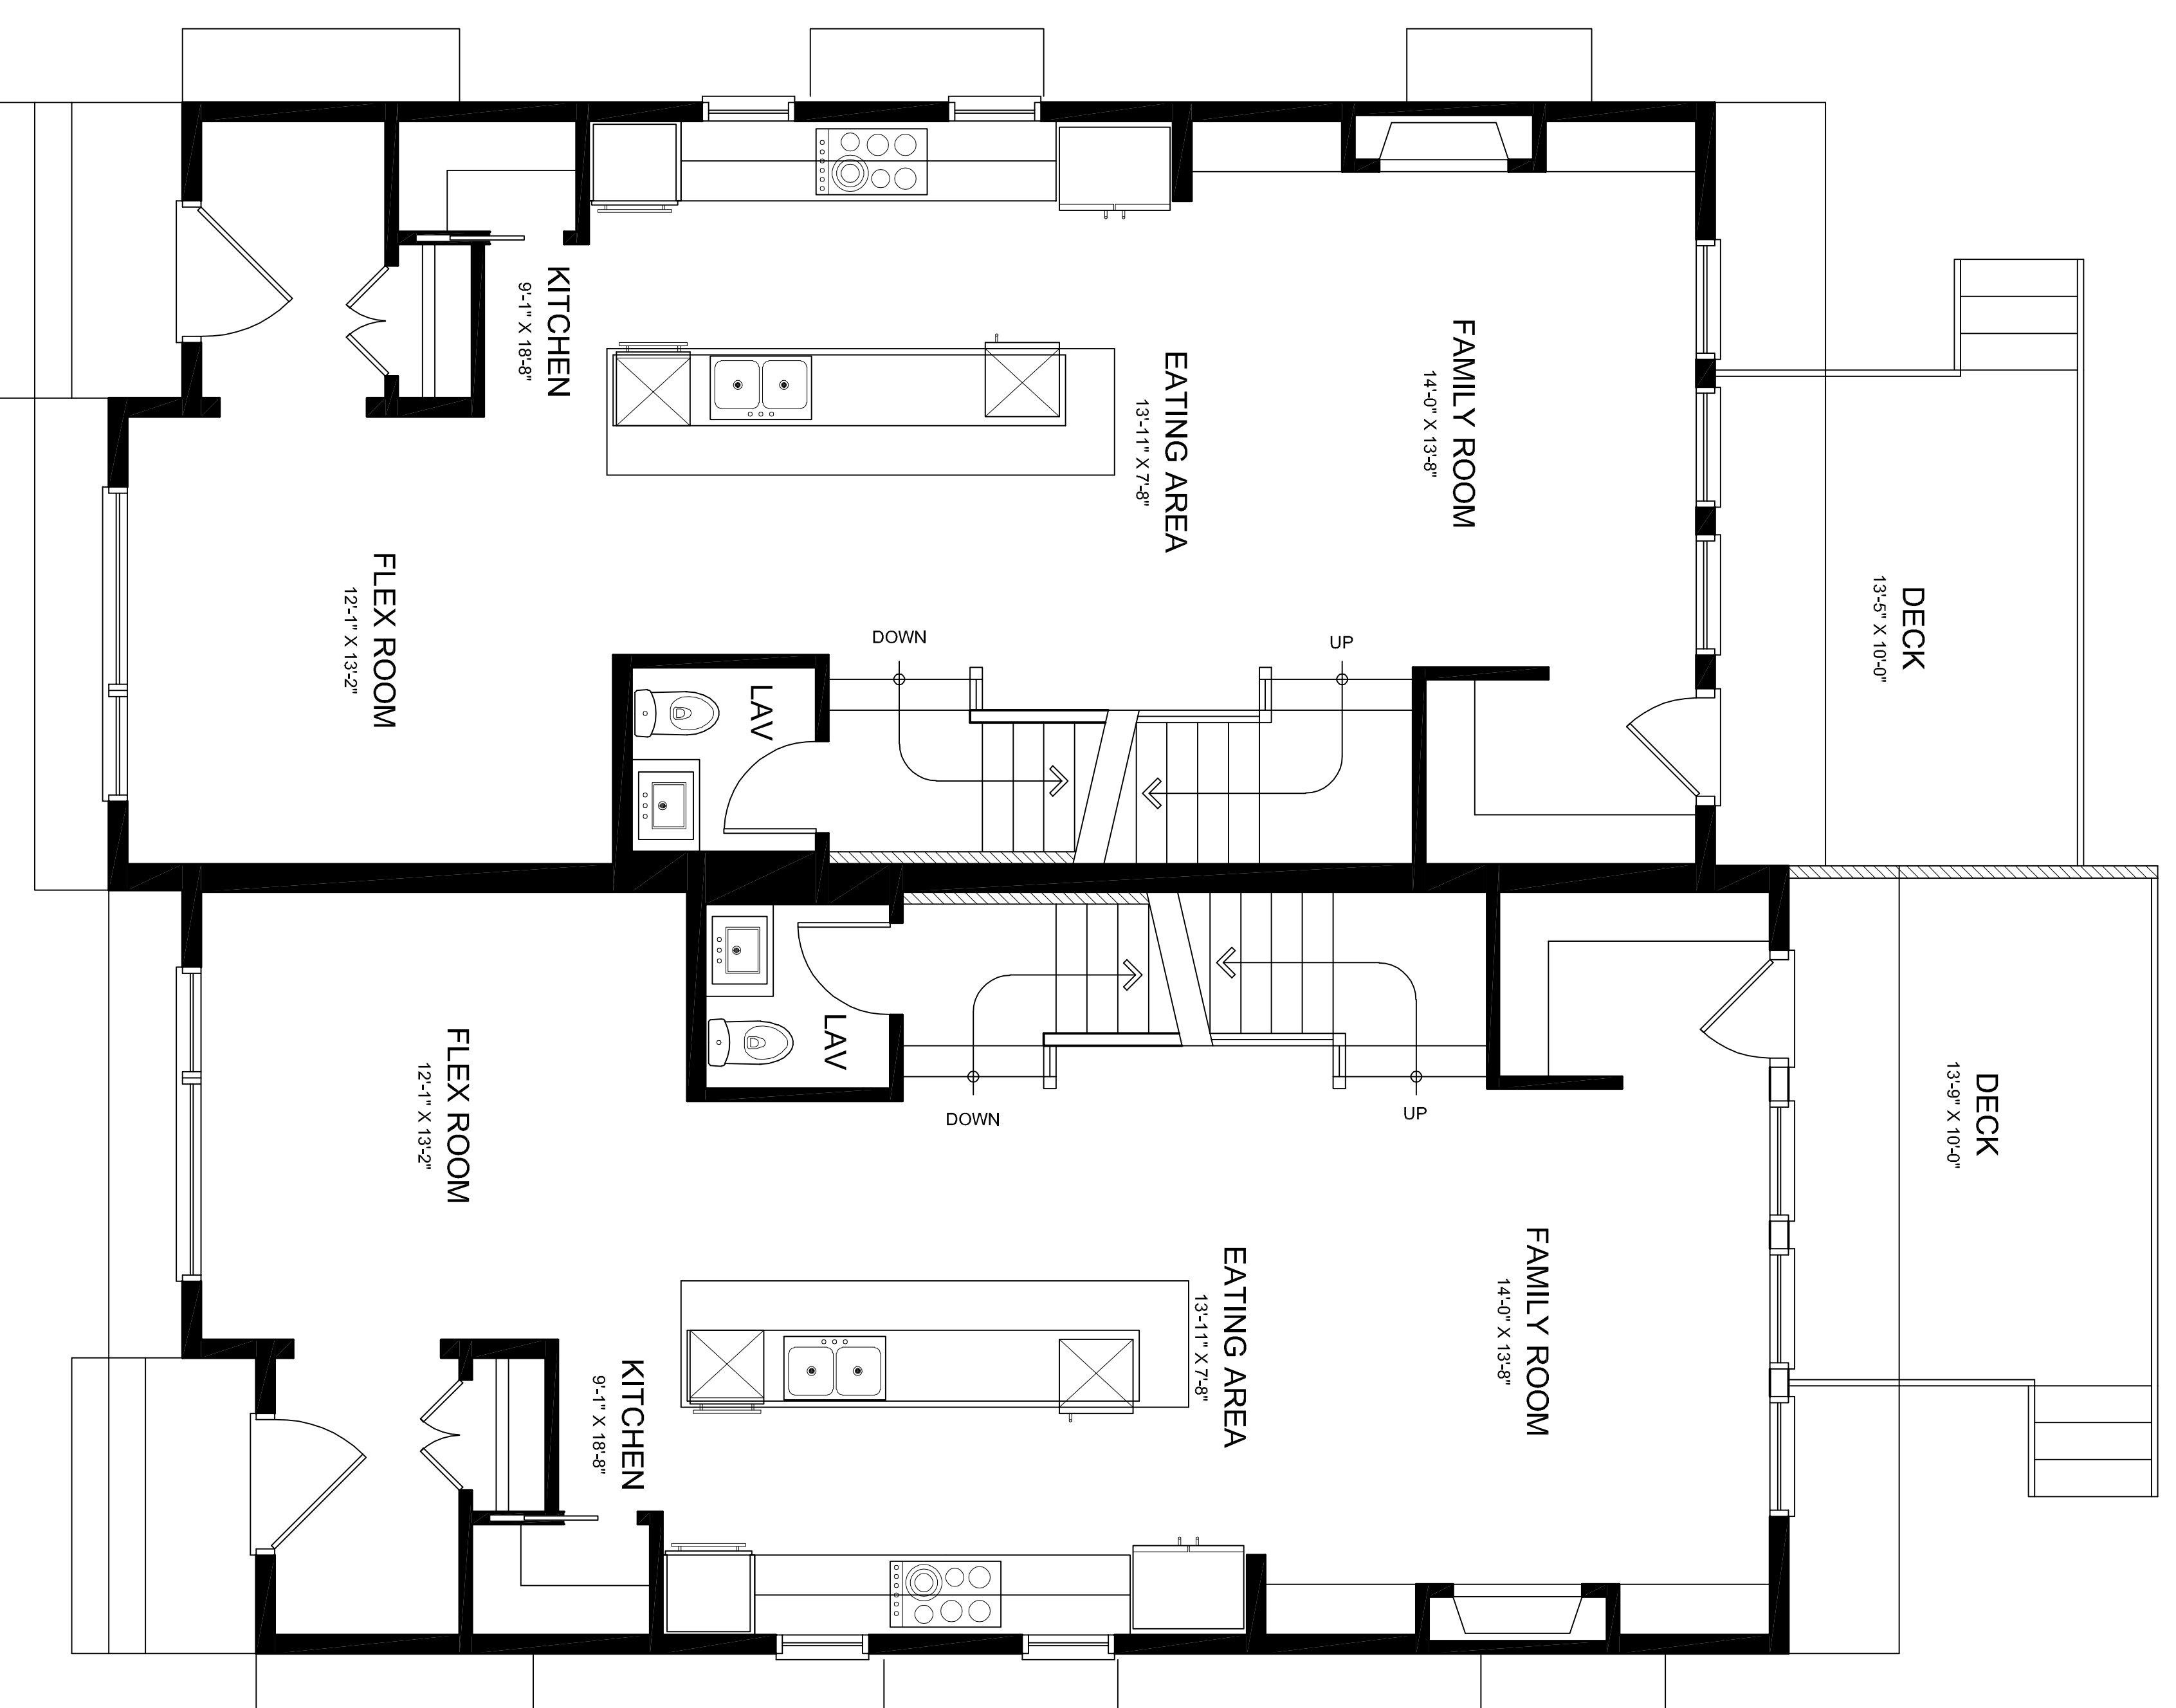 KITCHEN
9'-1" X 18'-8"
EATING AREA
13'-11" X 7'-8"
FAMILY ROOM
14'-0" X 13'-8"
FLEX ROOM
12'-1" X 13'-2"
DECK
13'-5" X 10'-0"
DOWN
UP
LAV
LAV
DOWN
UP
FLEX ROOM
12'-1" X 13'-2"
DECK
13'-9" X 10'-0"
FAMILY ROOM
14'-0" X 13'-8"
EATING AREA
13'-11" X 7'-8"
KITCHEN
9'-1" X 18'-8"